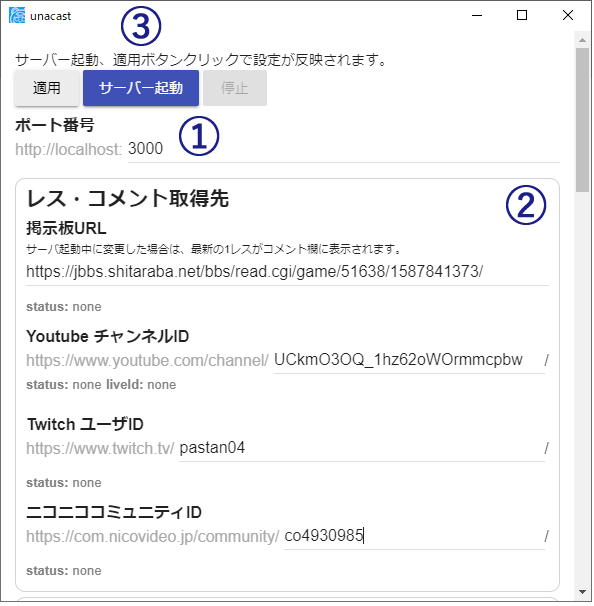 unacast
③
サーバー起動、適用ボタンクリックで設定が反映されます。
適用 サーバー起動 停止
ポート番号 ①
http://localhost: 3000
レス・コメント取得先 ②
掲示板URL
サーバ起動中に変更した場合は、最新の1レスがコメント欄に表示されます。
https://jbbs.shitaraba.net/bbs/read.cgi/game/51638/1587841373/
status: none
Youtube チャンネルID
https://www.youtube.com/channel/ UCkmO3OQ_1hz62oWOrmmcpbw /
status: none liveId: none
Twitch ユーザID
https://www.twitch.tv/ pastan04 /
status: none
ニコニココミュニティID
https://com.nicovideo.jp/community/ co4930985 /
status: none